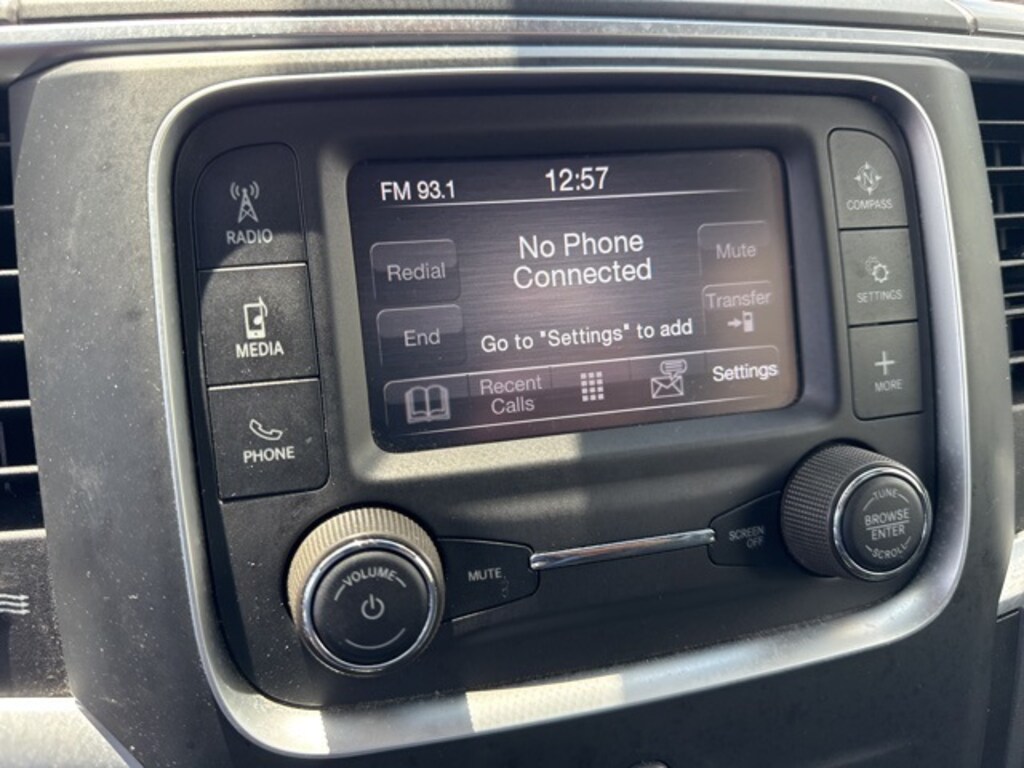 FM 93.1
12:57
Redial
No Phone
Connected
Mute
End
Go to "Settings" to add
Transfer
Recent
Calls
Settings
RADIO
MEDIA
PHONE
N
COMPASS
SETTINGS
+
MORE
VOLUME
MUTE
SCREEN
OFF
TUNE
BROWSE
ENTER
SCROLL